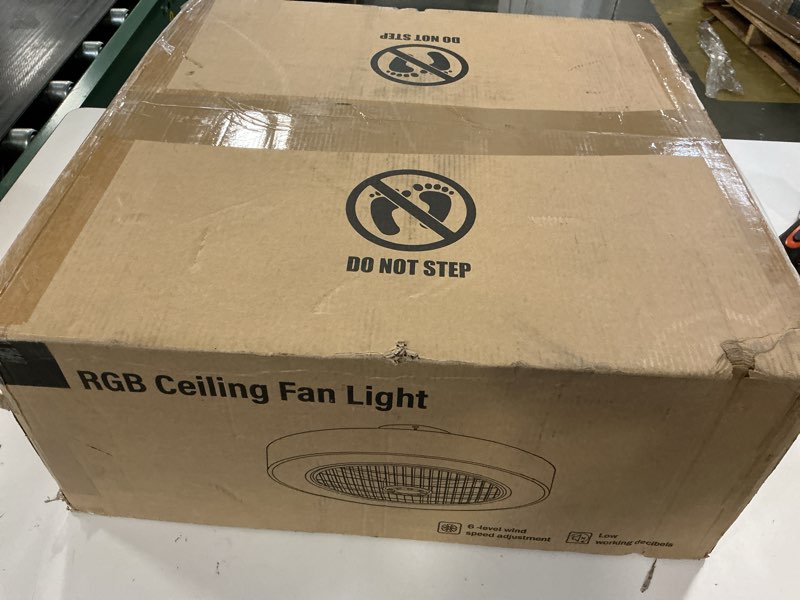 DO NOT STEP
DO NOT STEP
RGB Ceiling Fan Light
6-level wind
speed adjustment
Low
working decibels